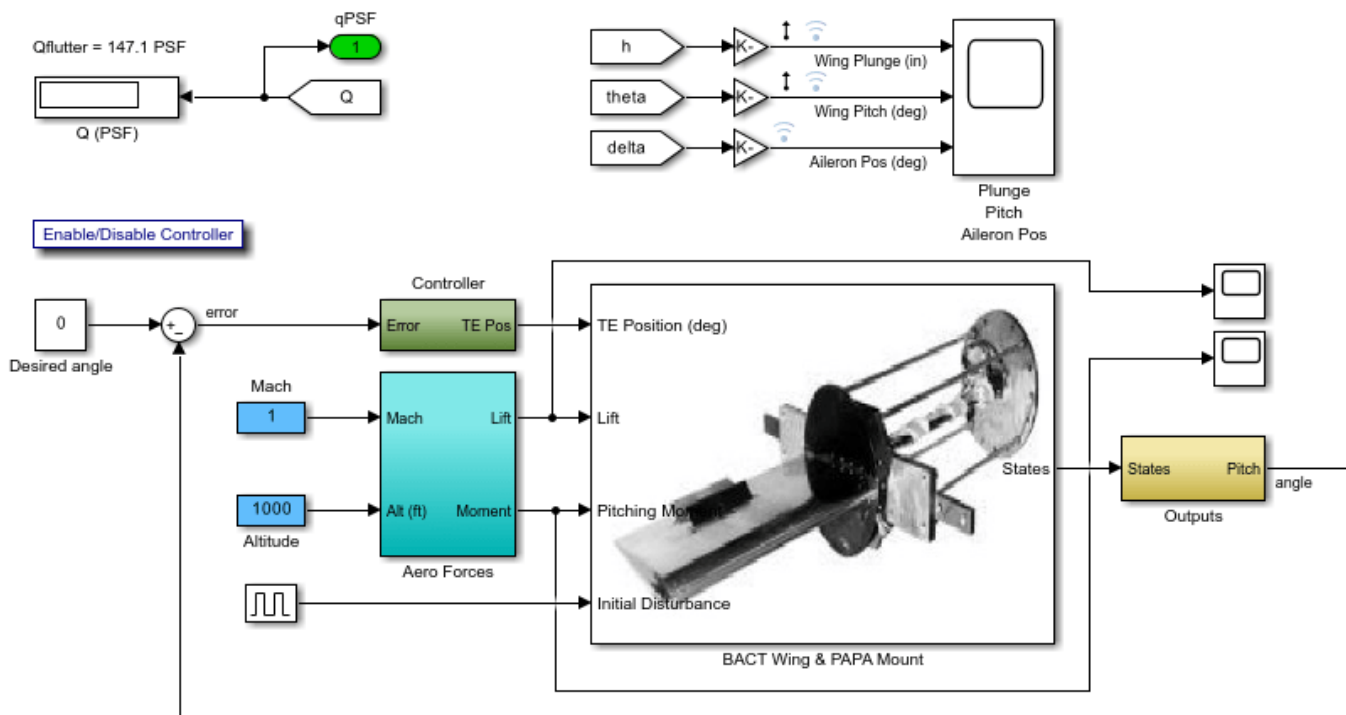 qPSF
Qflutter = 147.1 PSF
1
Q
Q (PSF)
h
K-
Wing Plunge (in)
theta
K-
Wing Pitch (deg)
delta
K-
Aileron Pos (deg)
Plunge
Pitch
Aileron Pos
Enable/Disable Controller
Controller
0
error
Error
TE Pos
TE Position (deg)
Desired angle
Mach
1
Mach
Lift
Lift
States
States
Pitch
angle
1000
Alt (ft)
Moment
Pitching Moment
Outputs
Altitude
Aero Forces
Initial Disturbance
BACT Wing & PAPA Mount